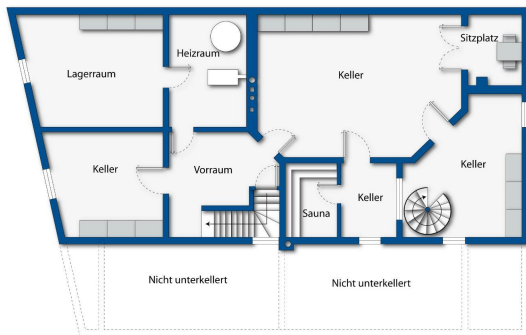 Sitzplatz
Heizraum
Lagerraum
Keller
Keller
Vorraum
Keller
Keller
Sauna
Nicht unterkellert
Nicht unterkellert